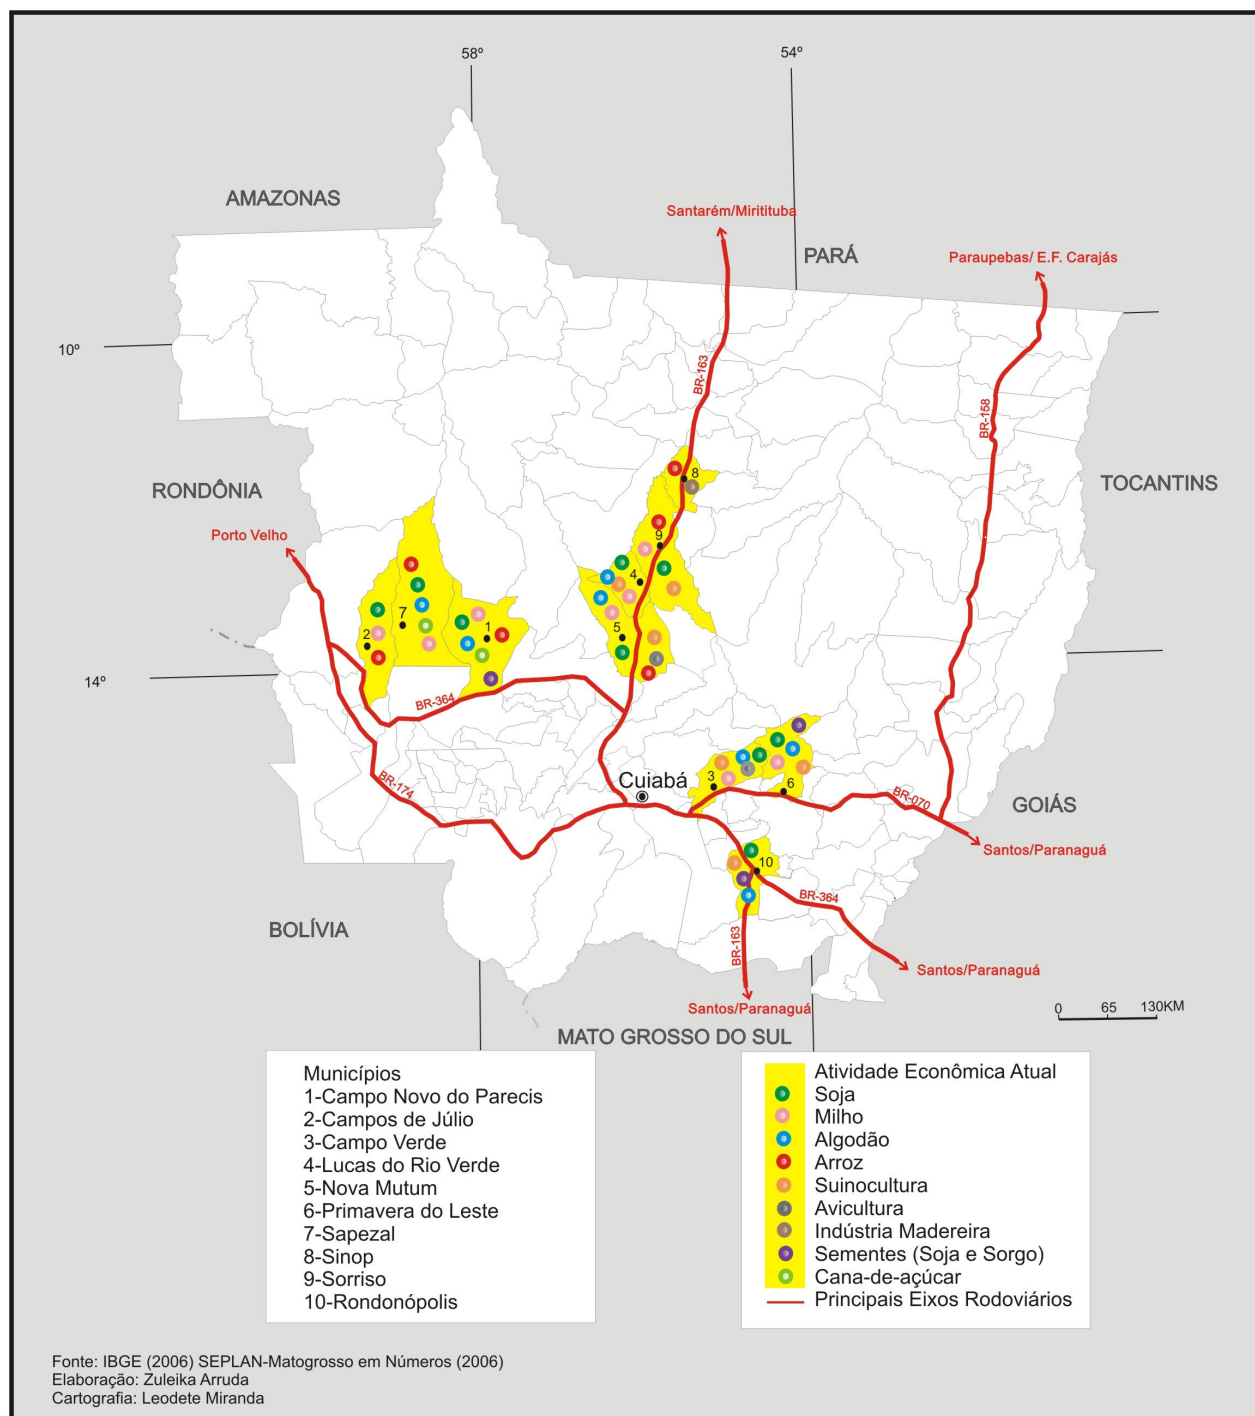 58º
54º
AMAZONAS
Santarém/Miritituba
PARÁ
Paraupebas/ E.F. Carajás
10º
BR-163
BR-158
8
RONDÔNIA
TOCANTINS
Porto Velho
9
4
7
1
2
5
14º
BR-364
Cuiabá
3
6
BR-174
BR-070
GOIÁS
Santos/Paranaguá
10
BR-364
BOLÍVIA
BR-163
Santos/Paranaguá
Santos/Paranaguá
0 65 130KM
MATO GROSSO DO SUL
Municípios
1-Campo Novo do Parecis
2-Campos de Júlio
3-Campo Verde
4-Lucas do Rio Verde
5-Nova Mutum
6-Primavera do Leste
7-Sapezal
8-Sinop
9-Sorriso
10-Rondonópolis
Atividade Econômica Atual
Soja
Milho
Algodão
Arroz
Suinocultura
Avicultura
Indústria Madereira
Sementes (Soja e Sorgo)
Cana-de-açúcar
Principais Eixos Rodoviários
Fonte: IBGE (2006) SEPLAN-Matogrosso em Números (2006)
Elaboração: Zuleika Arruda
Cartografia: Leodete Miranda